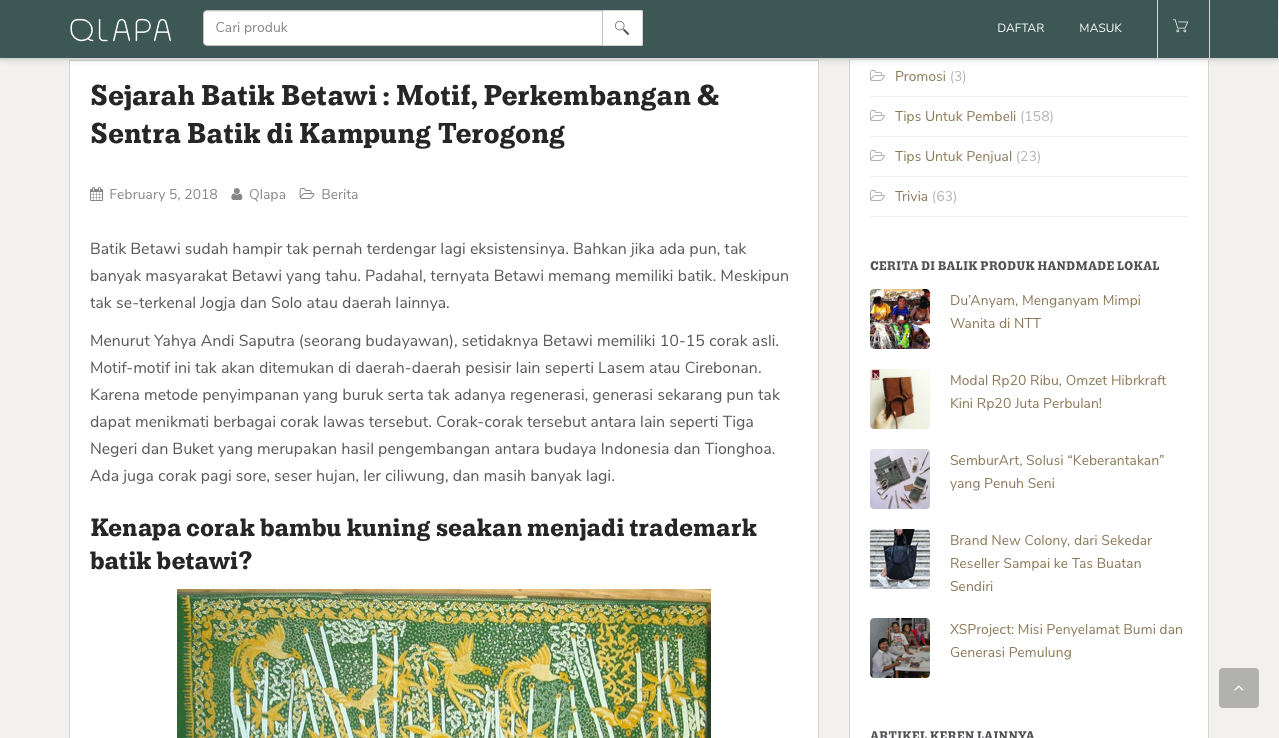 QLAPA
Cari produk
DAFTAR
MASUK
Sejarah Batik Betawi : Motif, Perkembangan &
Sentra Batik di Kampung Terogong
February 5, 2018 Qlapa Berita
Batik Betawi sudah hampir tak pernah terdengar lagi eksistensinya. Bahkan jika ada pun, tak
banyak masyarakat Betawi yang tahu. Padahal, ternyata Betawi memang memiliki batik. Meskipun
tak se-terkenal Jogja dan Solo atau daerah lainnya.
Menurut Yahya Andi Saputra (seorang budayawan), setidaknya Betawi memiliki 10-15 corak asli.
Motif-motif ini tak akan ditemukan di daerah-daerah pesisir lain seperti Lasem atau Cirebonan.
Karena metode penyimpanan yang buruk serta tak adanya regenerasi, generasi sekarang pun tak
dapat menikmati berbagai corak lawas tersebut. Corak-corak tersebut antara lain seperti Tiga
Negeri dan Buket yang merupakan hasil pengembangan antara budaya Indonesia dan Tionghoa.
Ada juga corak pagi sore, seser hujan, ler ciliwung, dan masih banyak lagi.
Kenapa corak bambu kuning seakan menjadi trademark
batik betawi?
Promosi (3)
Tips Untuk Pembeli (158)
Tips Untuk Penjual (23)
Trivia (63)
CERITA DI BALIK PRODUK HANDMADE LOKAL
Du’Anyam, Menganyam Mimpi
Wanita di NTT
Modal Rp20 Ribu, Omzet Hibrkraft
Kini Rp20 Juta Perbulan!
SemburArt, Solusi “Keberantakan”
yang Penuh Seni
Brand New Colony, dari Sekedar
Reseller Sampai ke Tas Buatan
Sendiri
XSProject: Misi Penyelamat Bumi dan
Generasi Pemulung
ARTIKEL KEREN LAINNYA